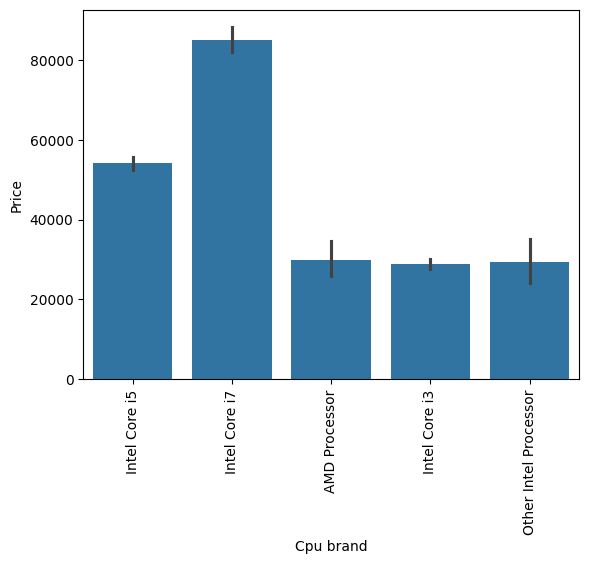 80000
60000
40000
20000
0
Price
Intel Core i5
Intel Core i7
AMD Processor
Intel Core i3
Other Intel Processor
Cpu brand